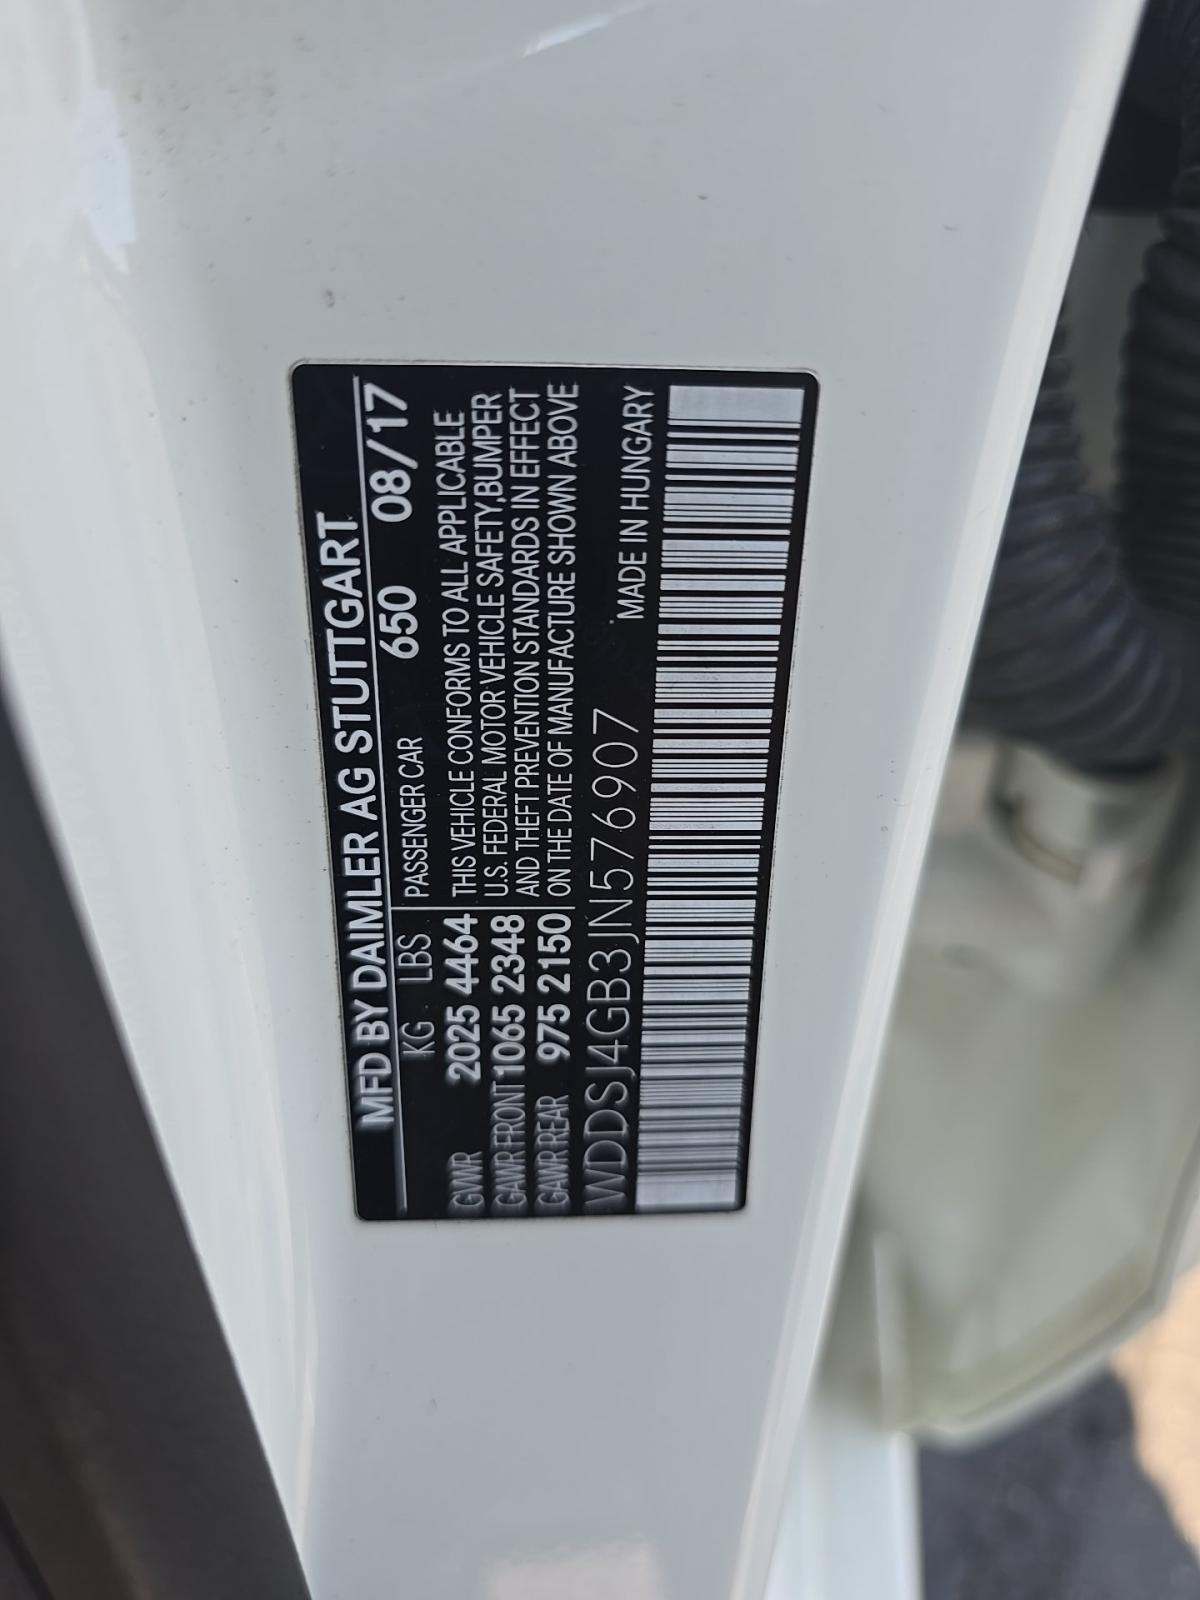 MFD BY DAIMLER AG STUTTGART
KG LBS PASSENGER CAR 650 08/17
GVWR 2025 4464
GAWR FRONT 1065 2348
GAWR REAR 975 2150
THIS VEHICLE CONFORMS TO ALL APPLICABLE
U.S. FEDERAL MOTOR VEHICLE SAFETY,BUMPER
AND THEFT PREVENTION STANDARDS IN EFFECT
ON THE DATE OF MANUFACTURE SHOWN ABOVE
WDDSJ4GB3JN576907 MADE IN HUNGARY